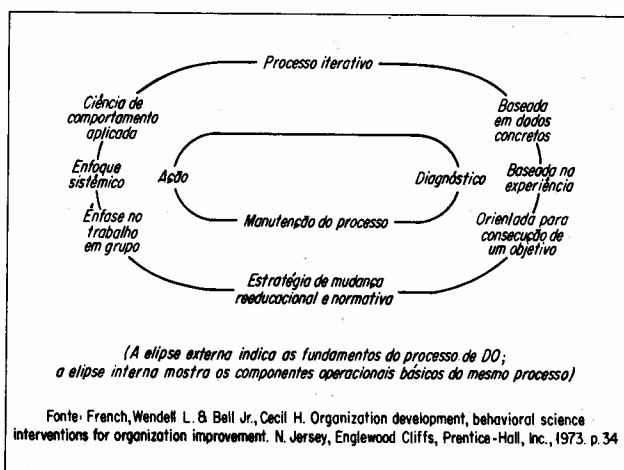 Processo iterativo
Ciência de
comportamento
aplicada
Baseada
em dados
concretos
Enfoque
sistêmico
Ação
Diagnóstico
Baseada na
experiência
Ênfase no
trabalho
em grupo
Manutenção do processo
Orientada para
consecução de
um objetivo
Estratégia de mudança
reeducacional e normativa
(A elipse externa indica as fundamentos do processo de DO;
a elipse interna mostra os componentes operacionais básicos do mesmo processo)
Fonte: French, Wendell L. & Bell Jr., Cecil H. Organization development, behavioral science
interventions for organization improvement. N. Jersey, Englewood Cliffs, Prentice-Hall, Inc., 1973. p. 34